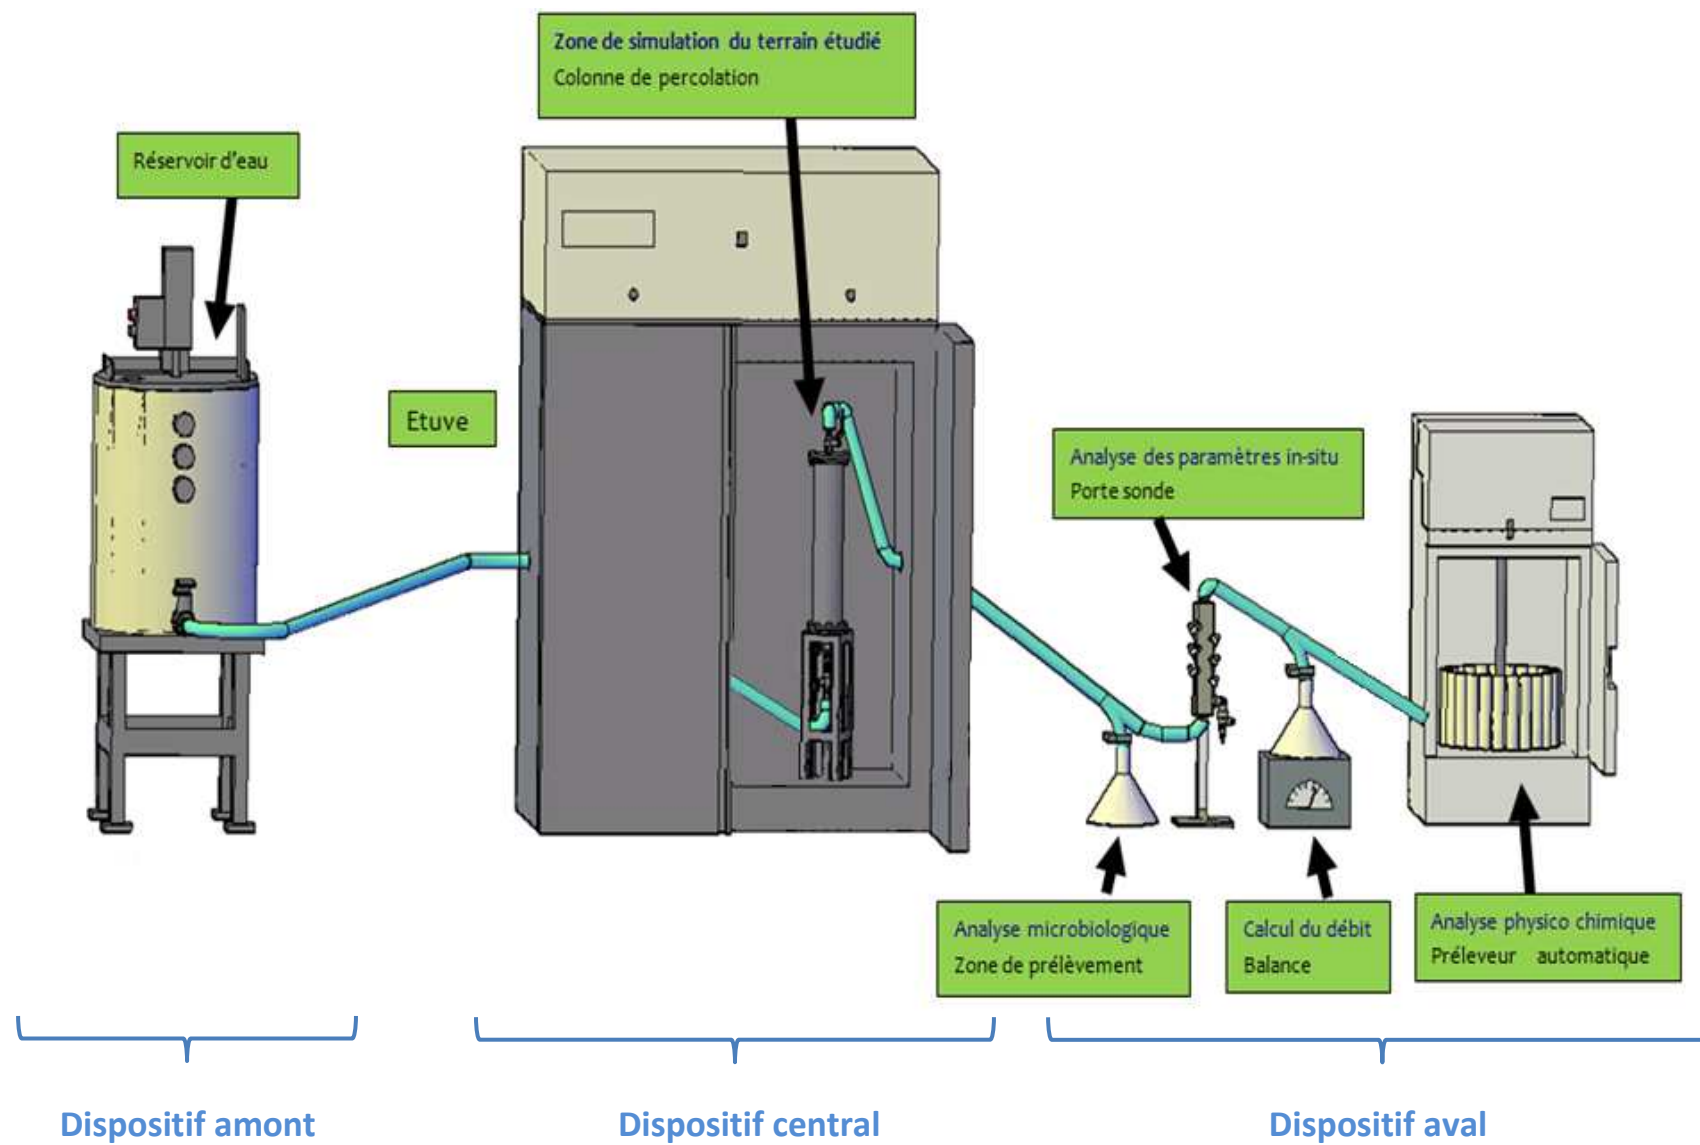 Zone de simulation du terrain étudié
Colonne de percolation
Réservoir d'eau
Etuve
Analyse des paramètres in-situ
Porte sonde
Analyse microbiologique
Zone de prélèvement
Calcul du débit
Balance
Analyse physico chimique
Préleveur automatique
Dispositif amont
Dispositif central
Dispositif aval